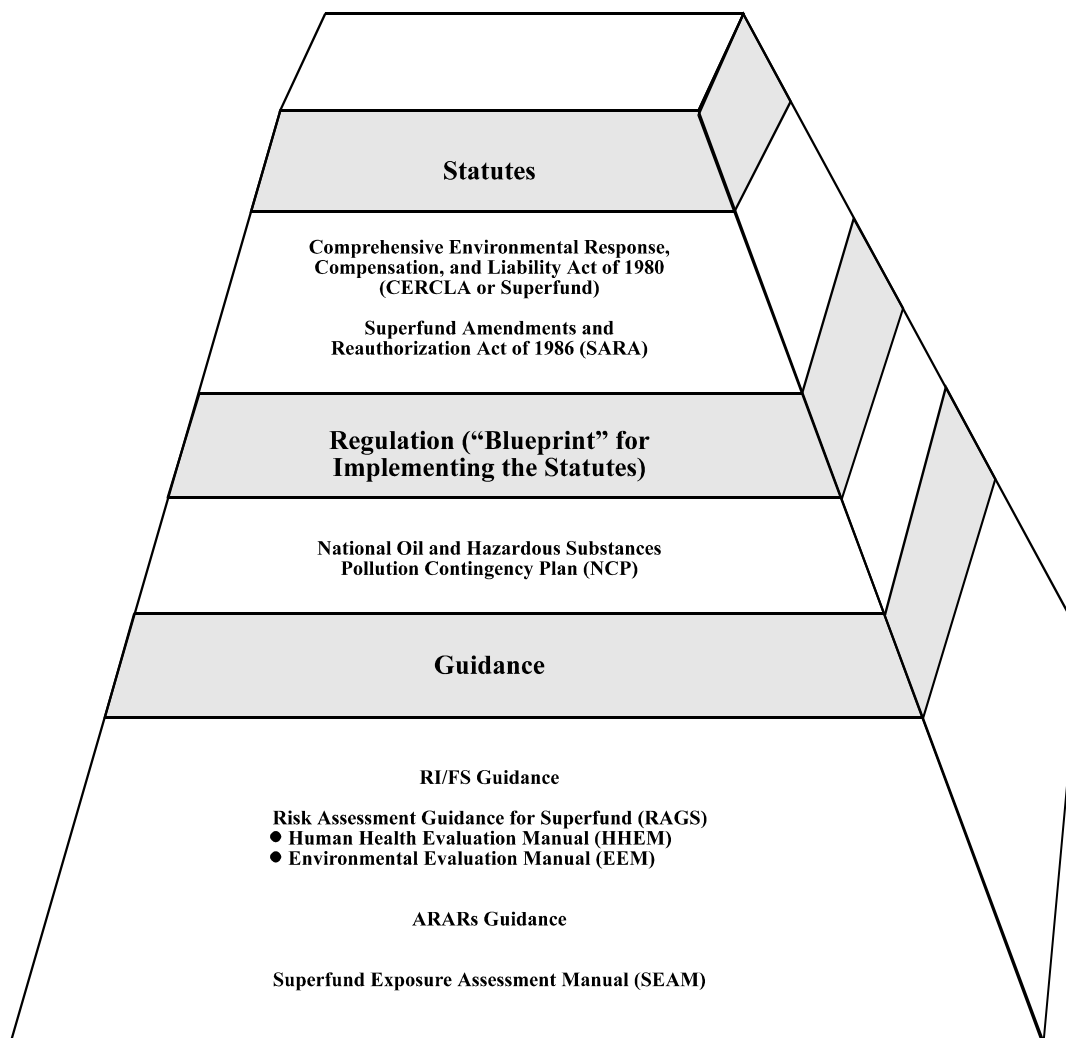 Statutes
Comprehensive Environmental Response,
Compensation, and Liability Act of 1980
(CERCLA or Superfund)
Superfund Amendments and
Reauthorization Act of 1986 (SARA)
Regulation (“Blueprint” for
Implementing the Statutes)
National Oil and Hazardous Substances
Pollution Contingency Plan (NCP)
Guidance
RI/FS Guidance
Risk Assessment Guidance for Superfund (RAGS)
● Human Health Evaluation Manual (HHEM)
● Environmental Evaluation Manual (EEM)
ARARs Guidance
Superfund Exposure Assessment Manual (SEAM)